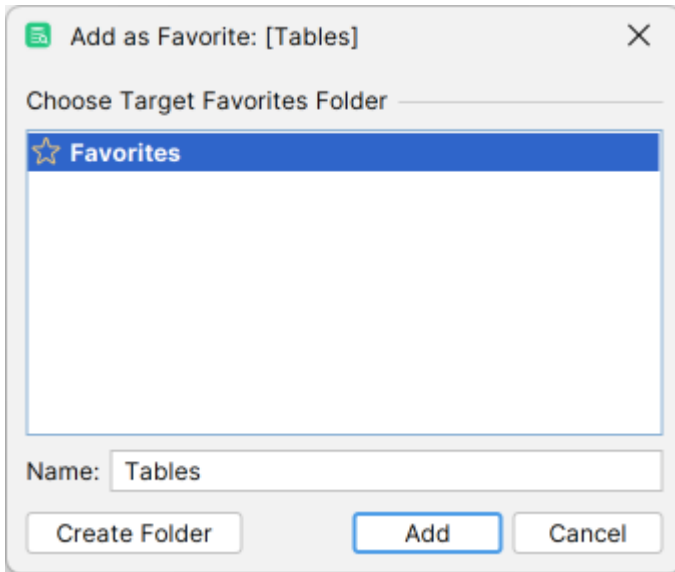 Add as Favorite: [Tables]
Choose Target Favorites Folder
Favorites
Name: Tables
Create Folder Add Cancel